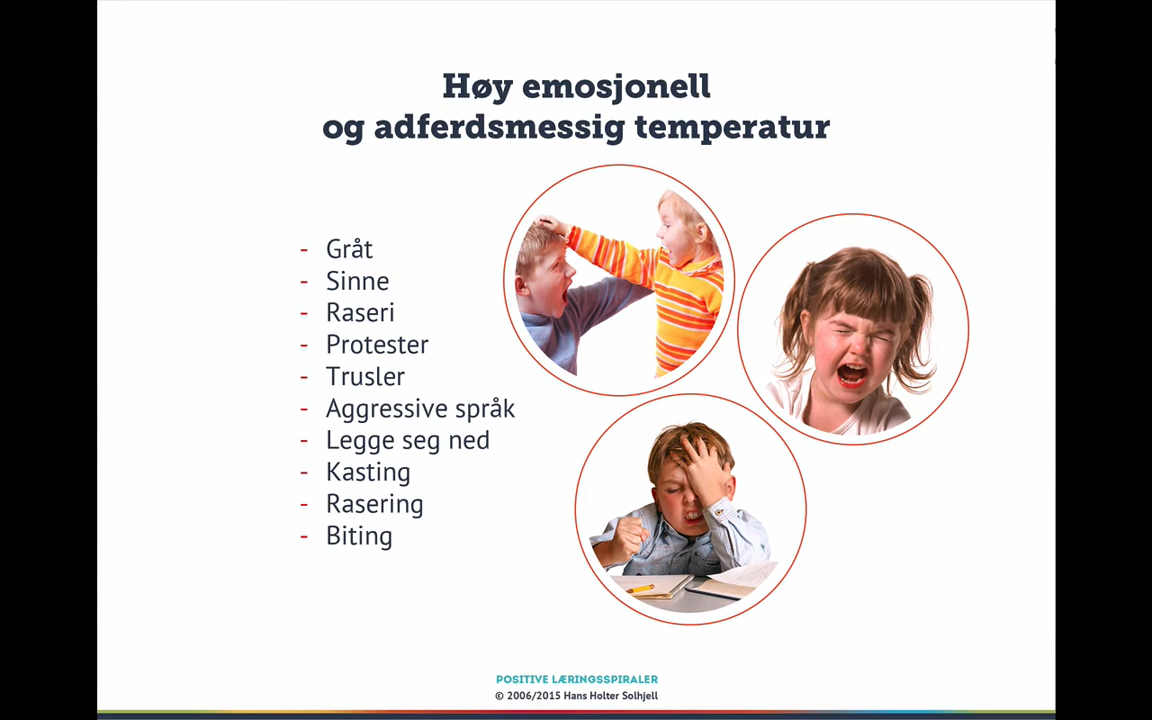 Høy emosjonell
og adferdsmessig temperatur
- Gråt
- Sinne
- Raseri
- Protester
- Trusler
- Aggressive språk
- Legge seg ned
- Kasting
- Rasering
- Biting
POSITIVE LÆRINGSSPIRALER
© 2006/2015 Hans Holter Solhjell